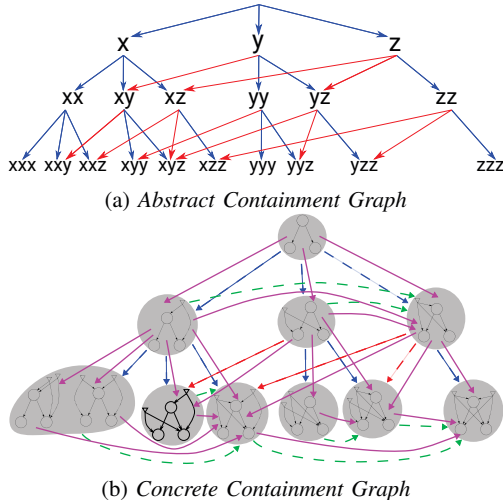 x y z
xx xy xz yy yz zz
xxx xxy xxz xyy xyz xzz yyy yyz yzz zzz
(a) Abstract Containment Graph
(b) Concrete Containment Graph